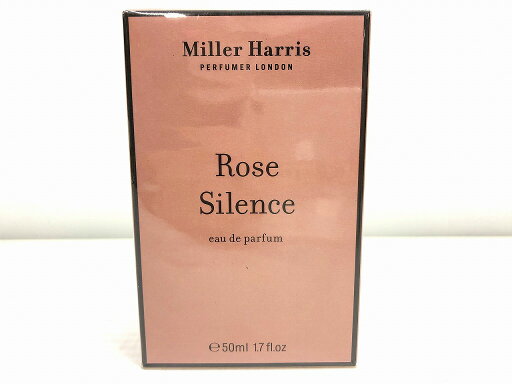 Miller Harris
PERFUMER LONDON
Rose
Silence
eau de parfum
℮50ml 1.7 fl.oz